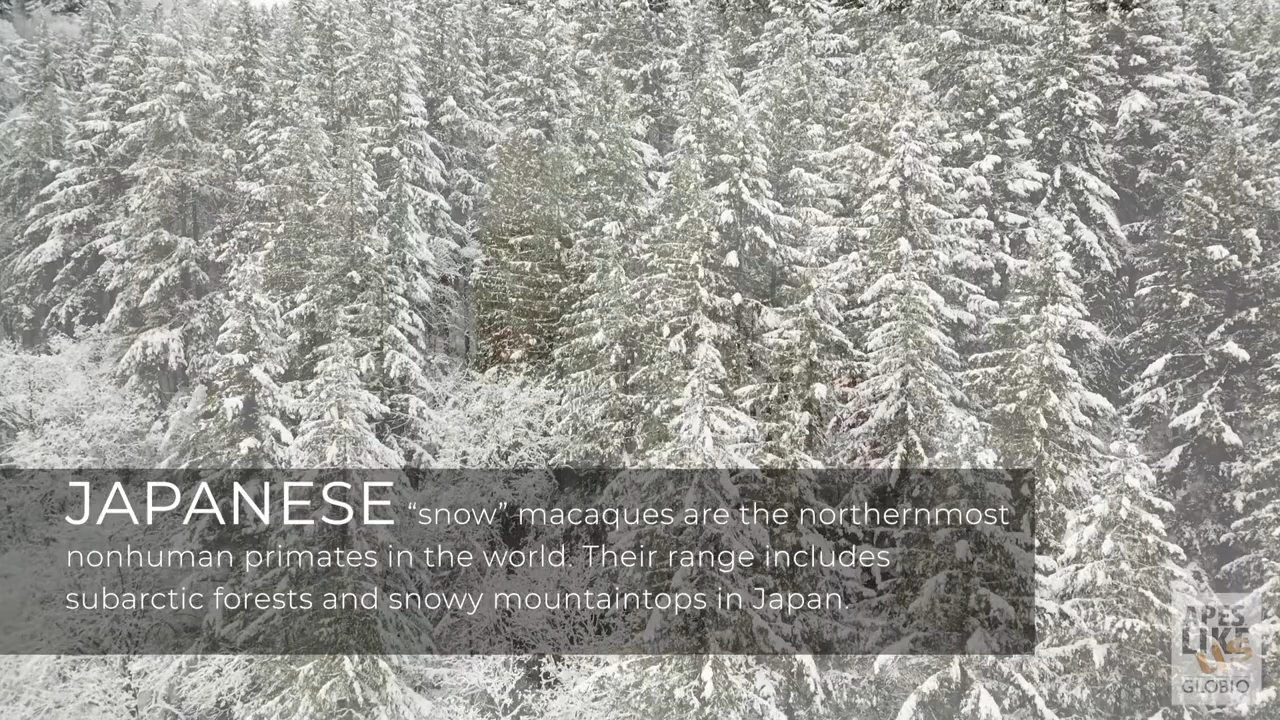 JAPANESE “snow” macaques are the northernmost
nonhuman primates in the world. Their range includes
subarctic forests and snowy mountaintops in Japan.
APES
LIKE
US
GLOBIO